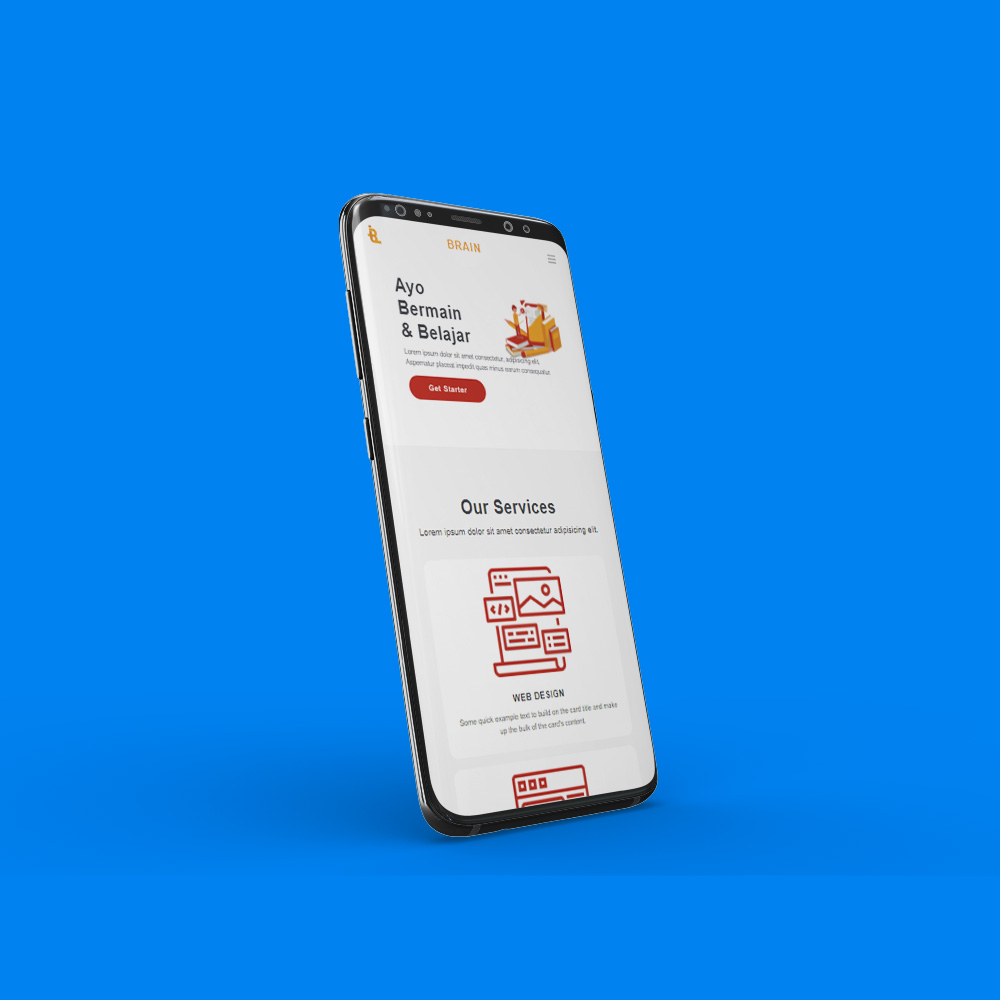 BRAIN
Ayo
Bermain
& Belajar
Lorem ipsum dolor sit amet consectetur, adipisicing elit.
Aspernatur placeat impedit quas minus earum consequatur.
Get Starter
Our Services
Lorem ipsum dolor sit amet consectetur adipisicing elit.
WEB DESIGN
Some quick example text to build on the card title and make
up the bulk of the card's content.